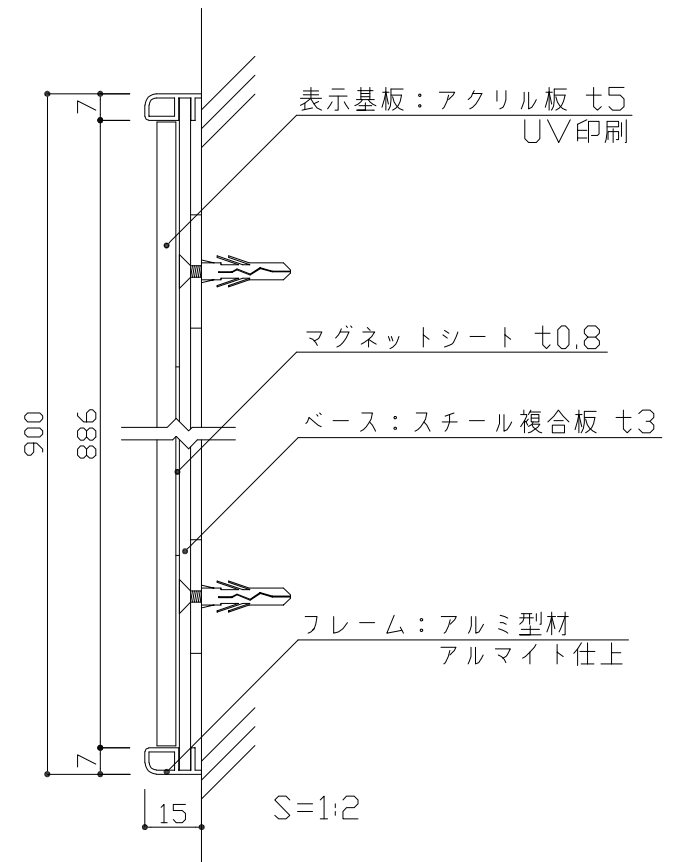 表示基板：アクリル板 t5
UV印刷
マグネットシート t0.8
ベース：スチール複合板 t3
フレーム：アルミ型材
アルマイト仕上
7
900
886
7
15
S=1:2